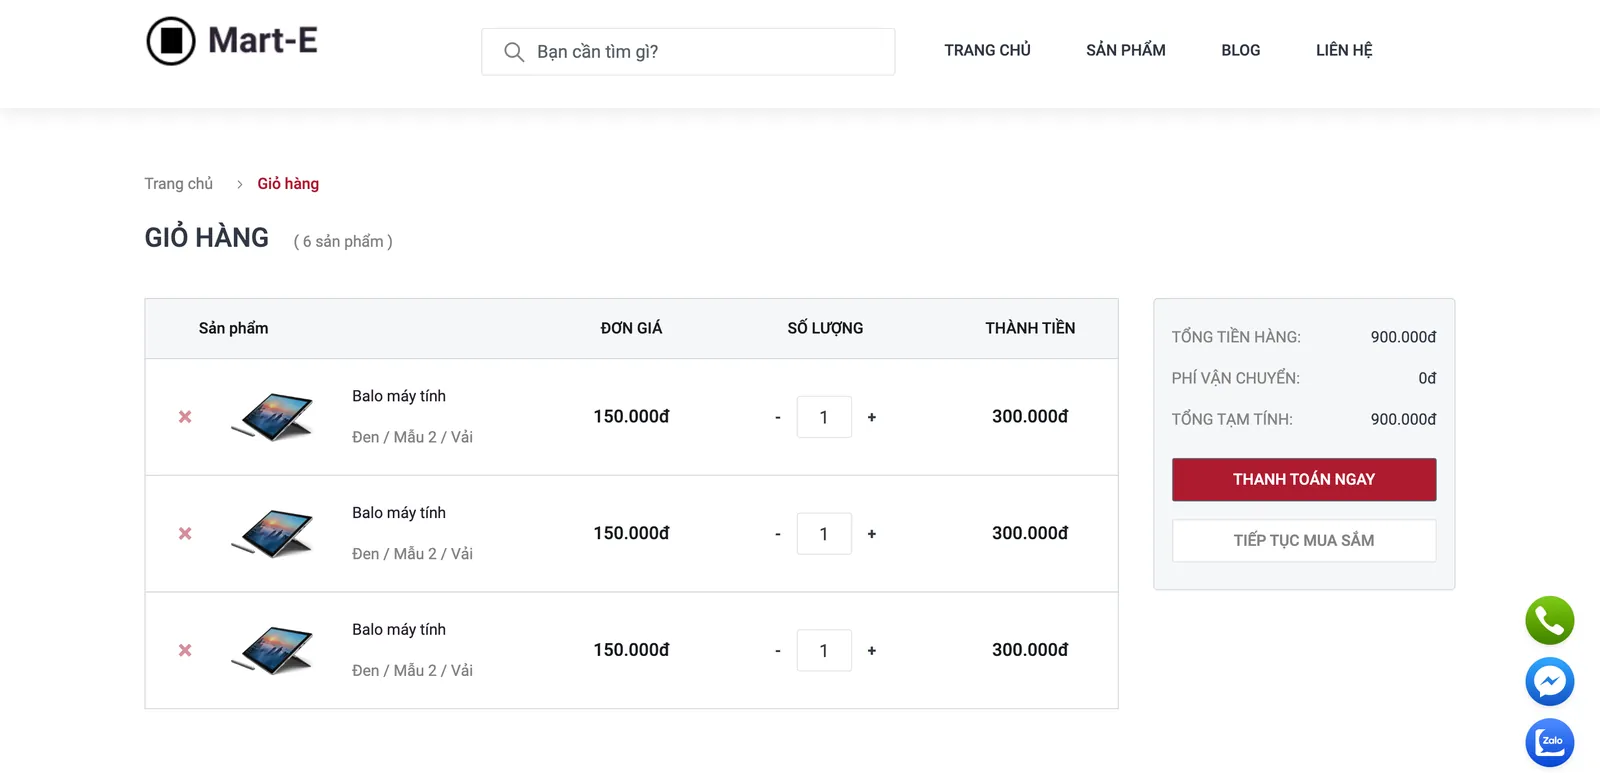 Mart-E
Bạn cần tìm gì?
TRANG CHỦ
SẢN PHẨM
BLOG
LIÊN HỆ
Trang chủ > Giỏ hàng
GIỎ HÀNG ( 6 sản phẩm )
Sản phẩm ĐƠN GIÁ SỐ LƯỢNG THÀNH TIỀN
Balo máy tính
Đen / Mẫu 2 / Vải
150.000đ - 1 + 300.000đ
Balo máy tính
Đen / Mẫu 2 / Vải
150.000đ - 1 + 300.000đ
Balo máy tính
Đen / Mẫu 2 / Vải
150.000đ - 1 + 300.000đ
TỔNG TIỀN HÀNG: 900.000đ
PHÍ VẬN CHUYỂN: 0đ
TỔNG TẠM TÍNH: 900.000đ
THANH TOÁN NGAY
TIẾP TỤC MUA SẮM
Zalo